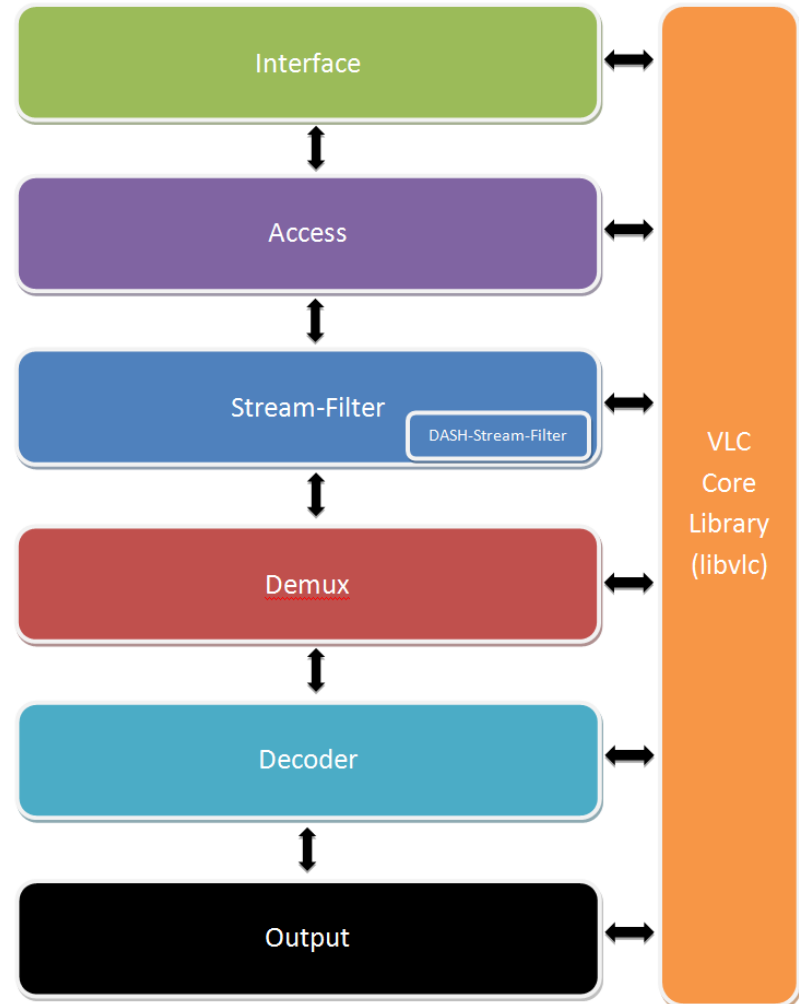 Interface
Access
Stream-Filter
DASH-Stream-Filter
Demux
Decoder
Output
VLC
Core
Library
(libvlc)